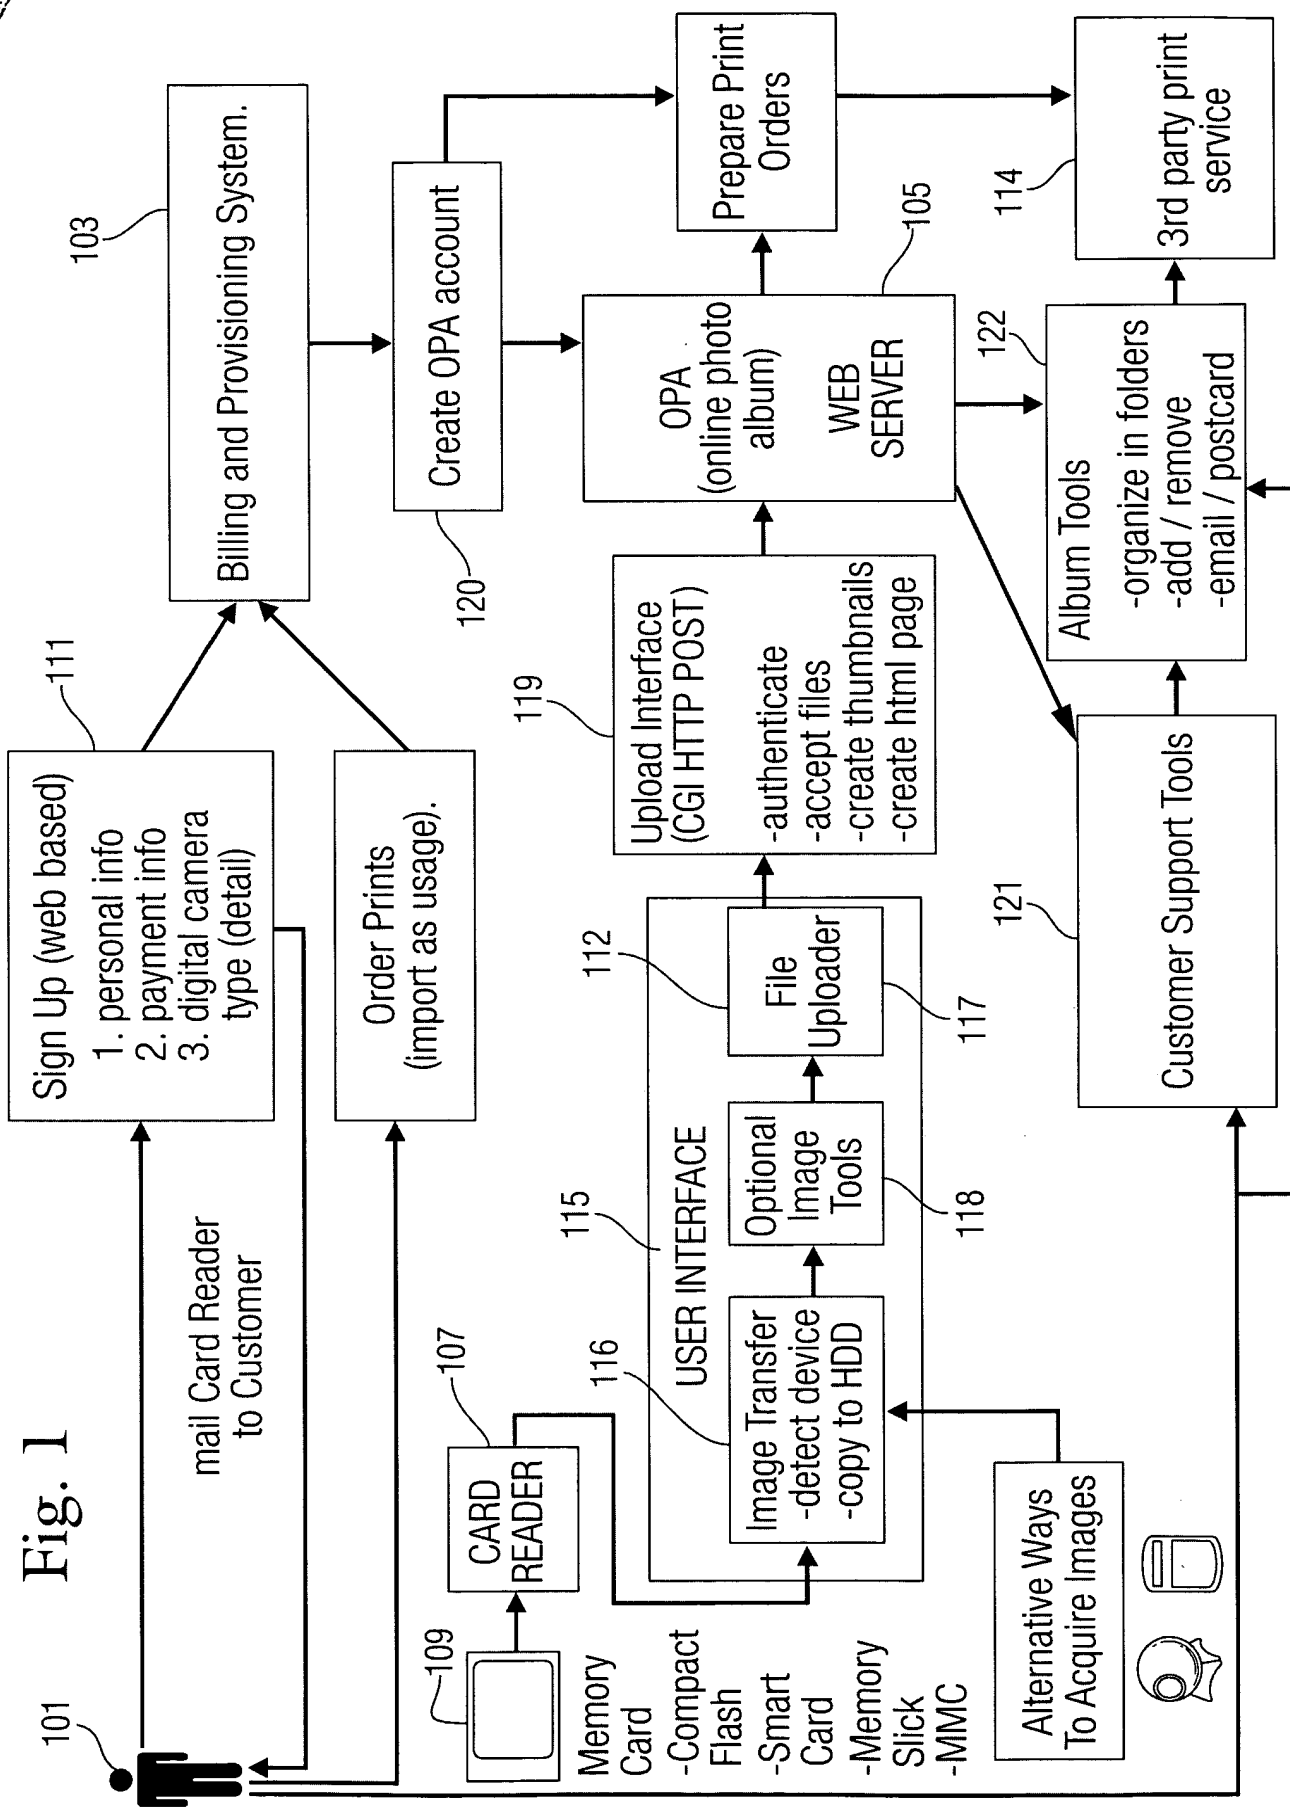 Fig. 1
101
mail Card Reader
to Customer
111
Sign Up (web based)
1. personal info
2. payment info
3. digital camera
type (detail)
Order Prints
(import as usage).
103
Billing and Provisioning System.
120
Create OPA account
109
Memory
Card
-Compact
Flash
-Smart
Card
-Memory
Slick
-MMC
107
CARD
READER
115
USER INTERFACE
116
Image Transfer
-detect device
-copy to HDD
118
Optional
Image
Tools
112
File
Uploader
117
119
Upload Interface
(CGI HTTP POST)
-authenticate
-accept files
-create thumbnails
-create html page
OPA
(online photo
album)
WEB
SERVER
105
Prepare Print
Orders
Alternative Ways
To Acquire Images
121
Customer Support Tools
122
Album Tools
-organize in folders
-add / remove
-email / postcard
114
3rd party print
service